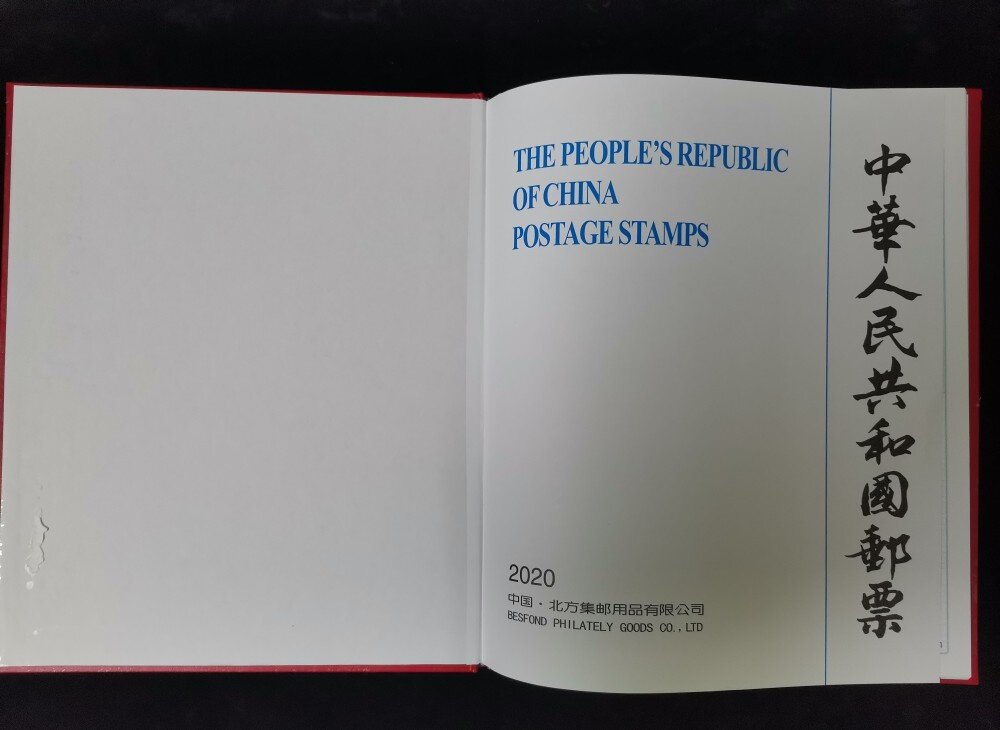 THE PEOPLE'S REPUBLIC
OF CHINA
POSTAGE STAMPS
中華人民共和國郵票
2020
中国·北方集邮用品有限公司
BESFOND PHILATELY GOODS CO.,LTD